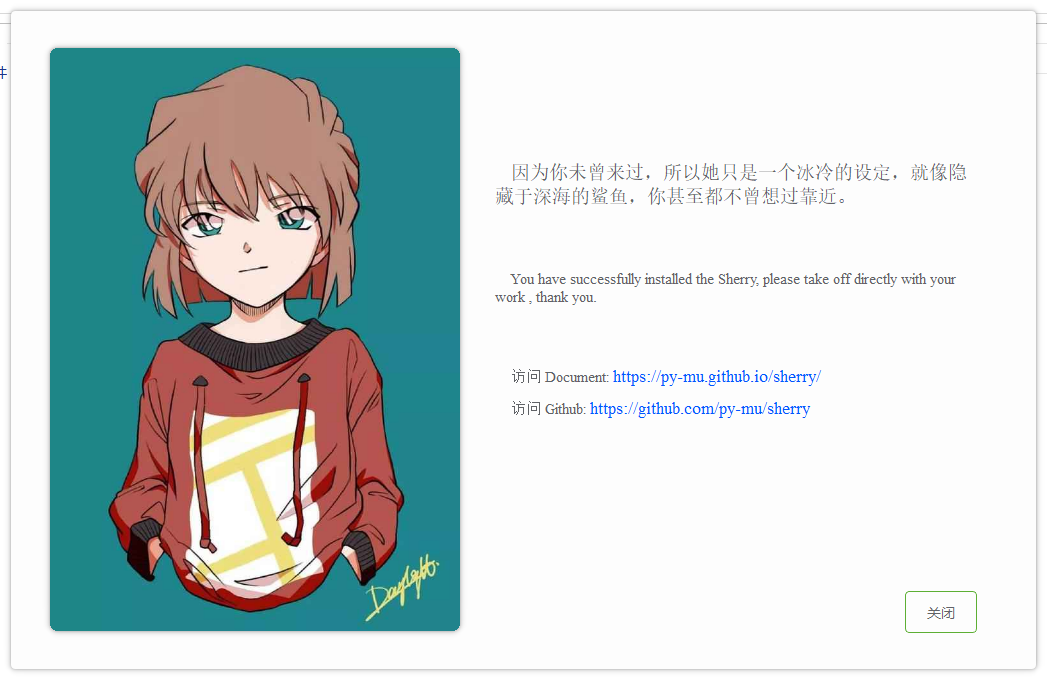 件
因为你未曾来过，所以她只是一个冰冷的设定，就像隐
藏于深海的鲨鱼，你甚至都不曾想过靠近。
You have successfully installed the Sherry, please take off directly with your
work , thank you.
访问 Document: https://py-mu.github.io/sherry/
访问 Github: https://github.com/py-mu/sherry
Daylight.
关闭